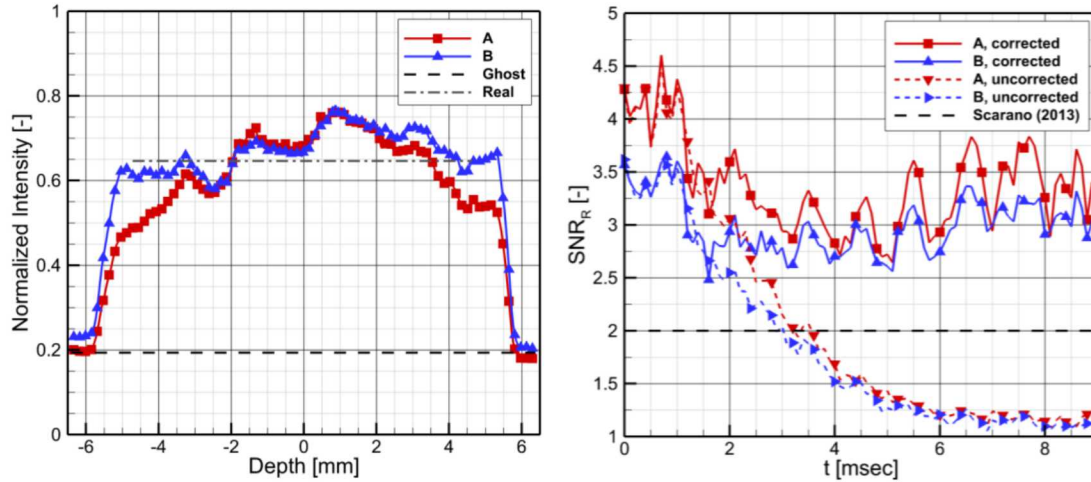 A
B
Ghost
Real
Normalized Intensity [-]
1
0.8
0.6
0.4
0.2
0
-6 -4 -2 0 2 4 6
Depth [mm]
A, corrected
B, corrected
A, uncorrected
B, uncorrected
Scarano (2013)
SNR_R [-]
5
4.5
4
3.5
3
2.5
2
1.5
1
0 2 4 6 8
t [msec]